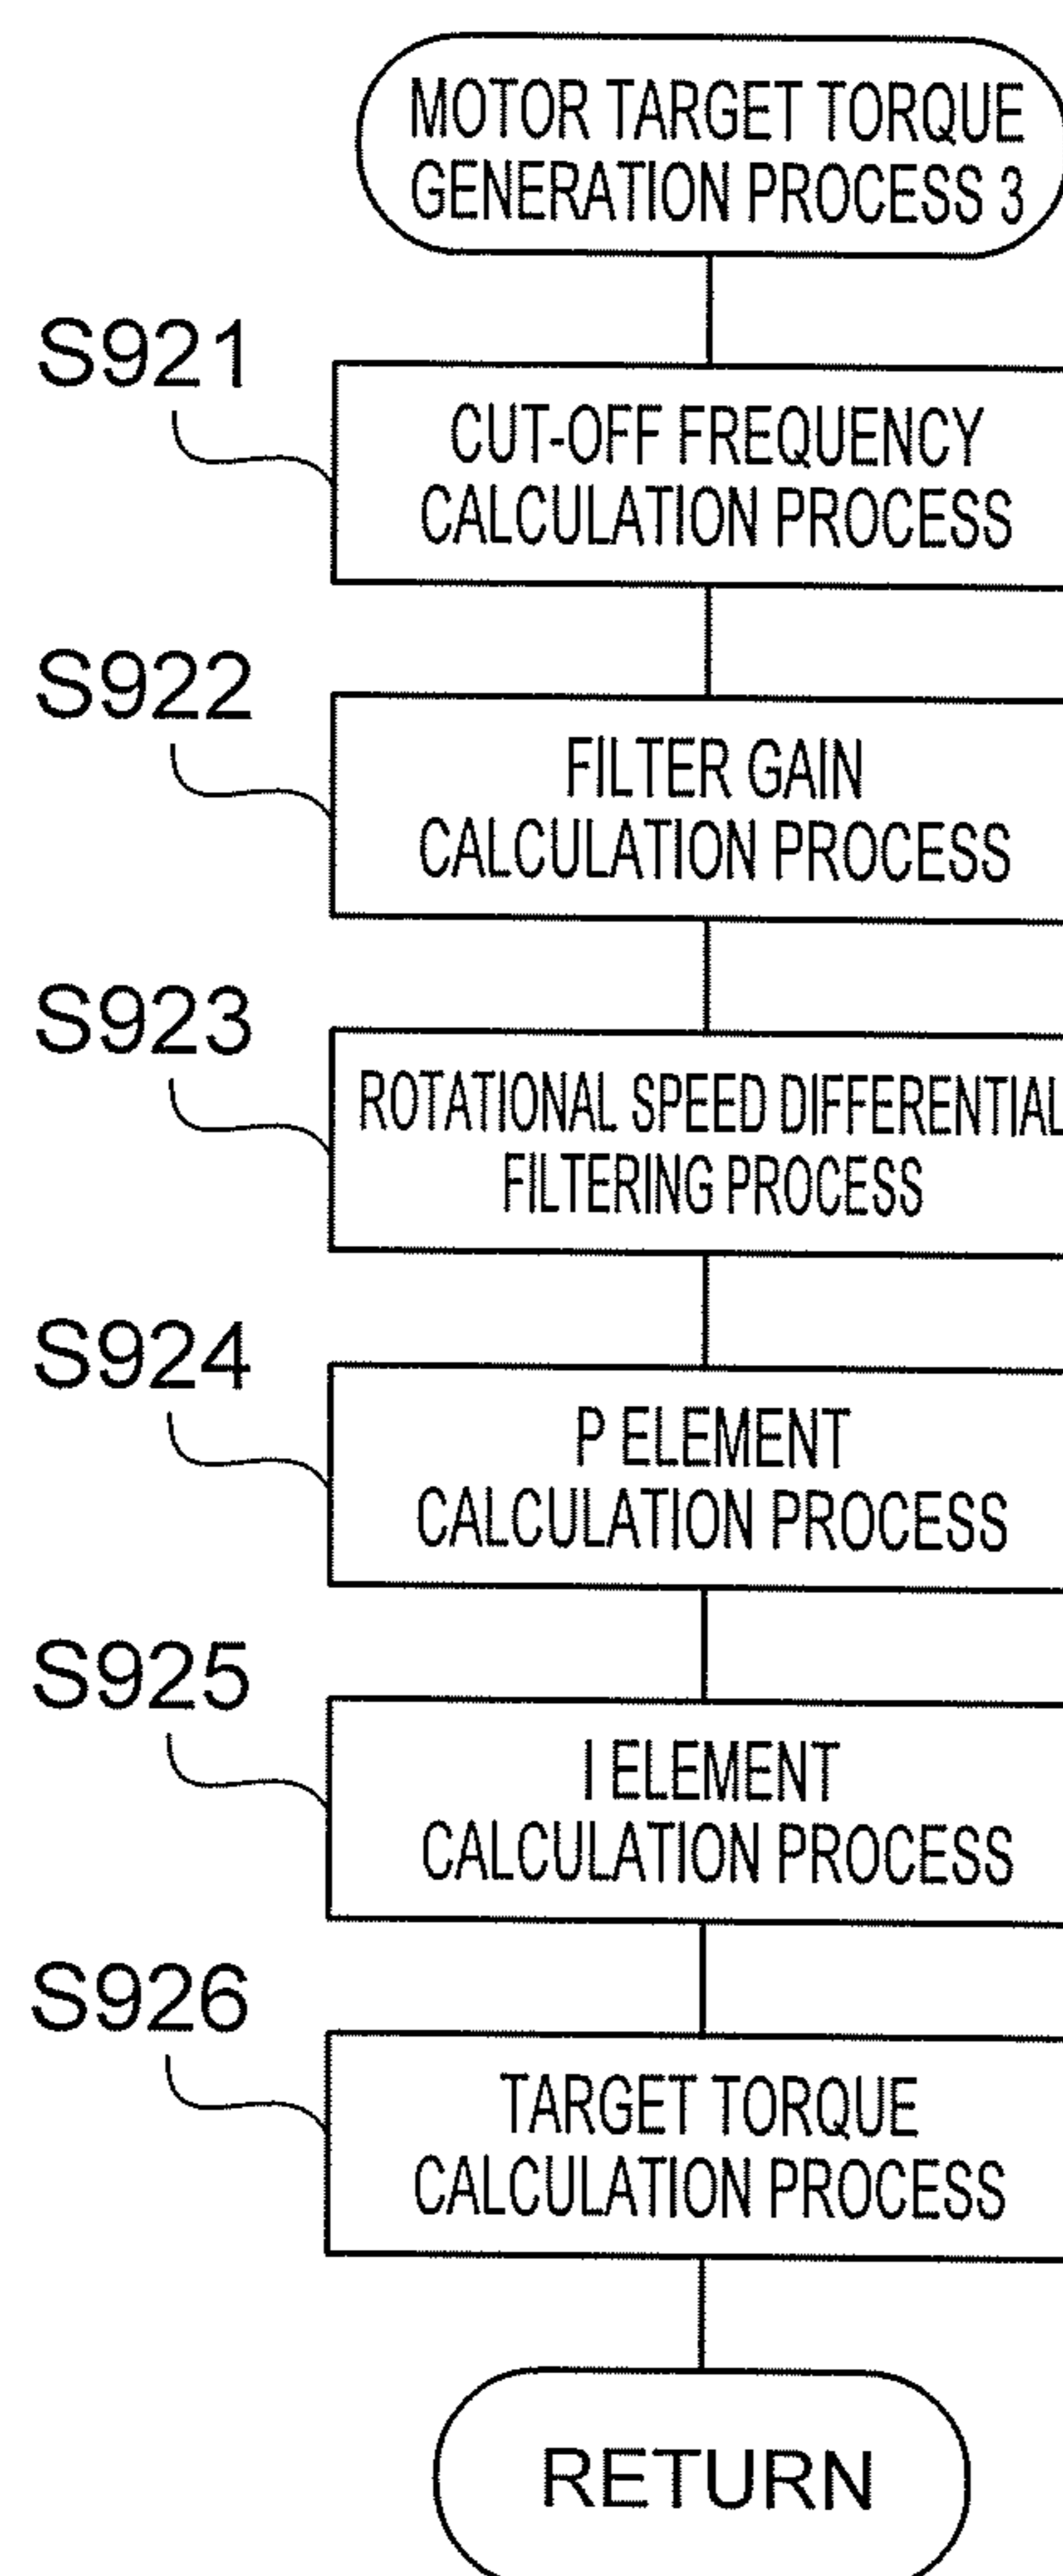 MOTOR TARGET TORQUE
GENERATION PROCESS 3
S921
CUT-OFF FREQUENCY
CALCULATION PROCESS
S922
FILTER GAIN
CALCULATION PROCESS
S923
ROTATIONAL SPEED DIFFERENTIAL
FILTERING PROCESS
S924
P ELEMENT
CALCULATION PROCESS
S925
I ELEMENT
CALCULATION PROCESS
S926
TARGET TORQUE
CALCULATION PROCESS
RETURN